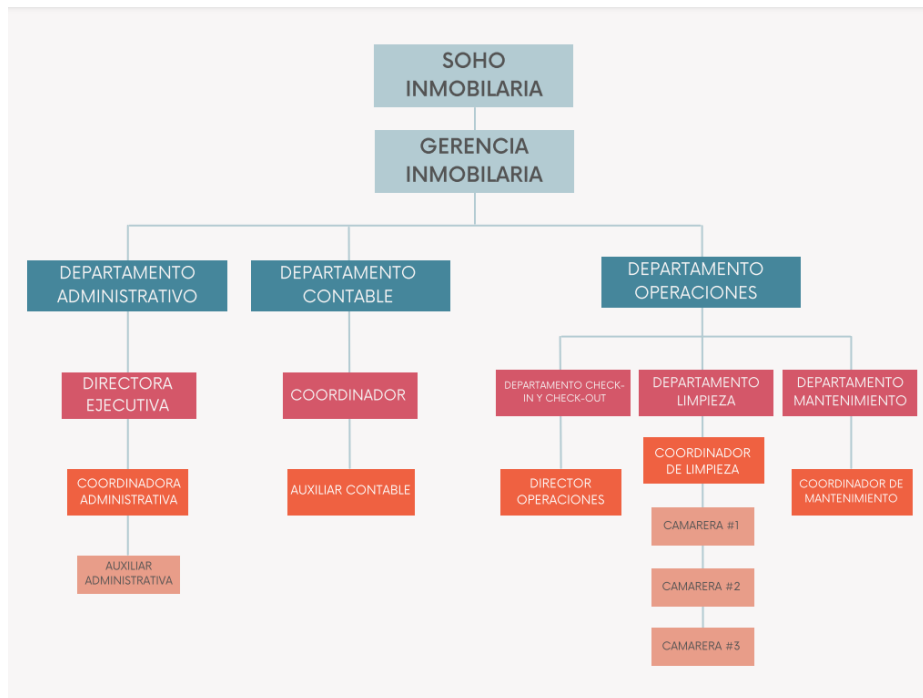 SOHO
INMOBILARIA
GERENCIA
INMOBILARIA
DEPARTAMENTO
ADMINISTRATIVO
DEPARTAMENTO
CONTABLE
DEPARTAMENTO
OPERACIONES
DIRECTORA
EJECUTIVA
COORDINADOR
DEPARTAMENTO CHECK-
IN Y CHECK-OUT
DEPARTAMENTO
LIMPIEZA
DEPARTAMENTO
MANTENIMIENTO
COORDINADORA
ADMINISTRATIVA
AUXILIAR CONTABLE
DIRECTOR
OPERACIONES
COORDINADOR
DE LIMPIEZA
COORDINADOR DE
MANTENIMIENTO
AUXILIAR
ADMINISTRATIVA
CAMARERA #1
CAMARERA #2
CAMARERA #3